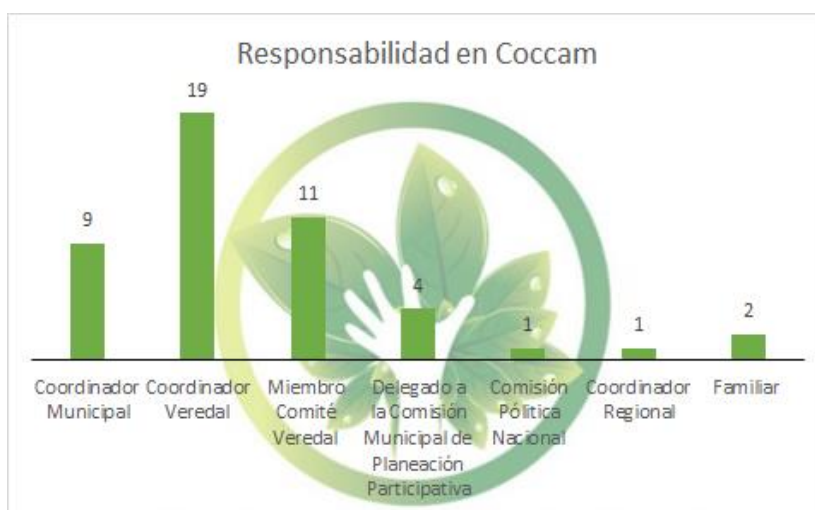 Responsabilidad en Coccam
19
11
9
4
2
1
1
Coordinador
Municipal
Coordinador
Veredal
Miembro
Comité
Veredal
Delegado a
la Comisión
Municipal de
Planeación
Participativa
Comisión
Pólitica
Nacional
Coordinador
Regional
Familiar